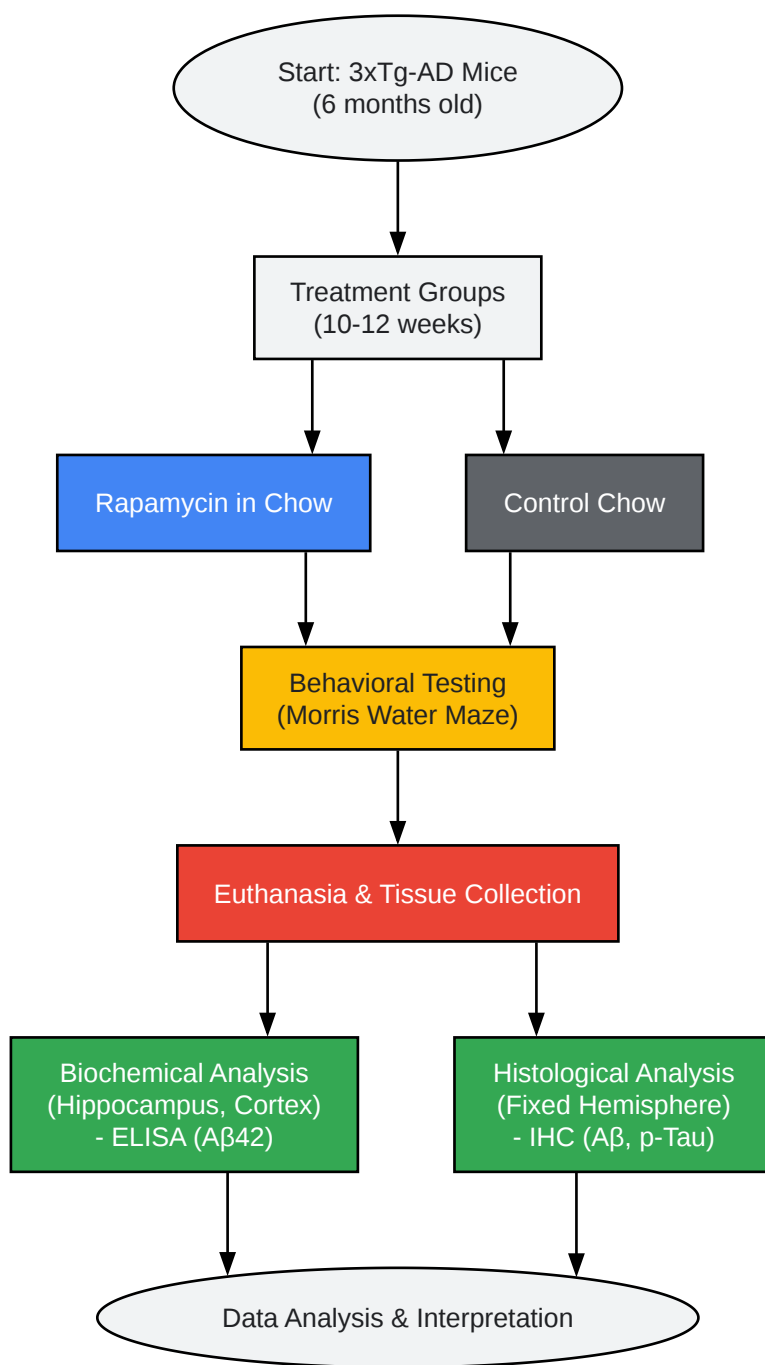 Start: 3xTg-AD Mice
(6 months old)
Treatment Groups
(10-12 weeks)
Rapamycin in Chow
Control Chow
Behavioral Testing
(Morris Water Maze)
Euthanasia & Tissue Collection
Biochemical Analysis
(Hippocampus, Cortex)
- ELISA (Aβ42)
Histological Analysis
(Fixed Hemisphere)
- IHC (Aβ, p-Tau)
Data Analysis & Interpretation